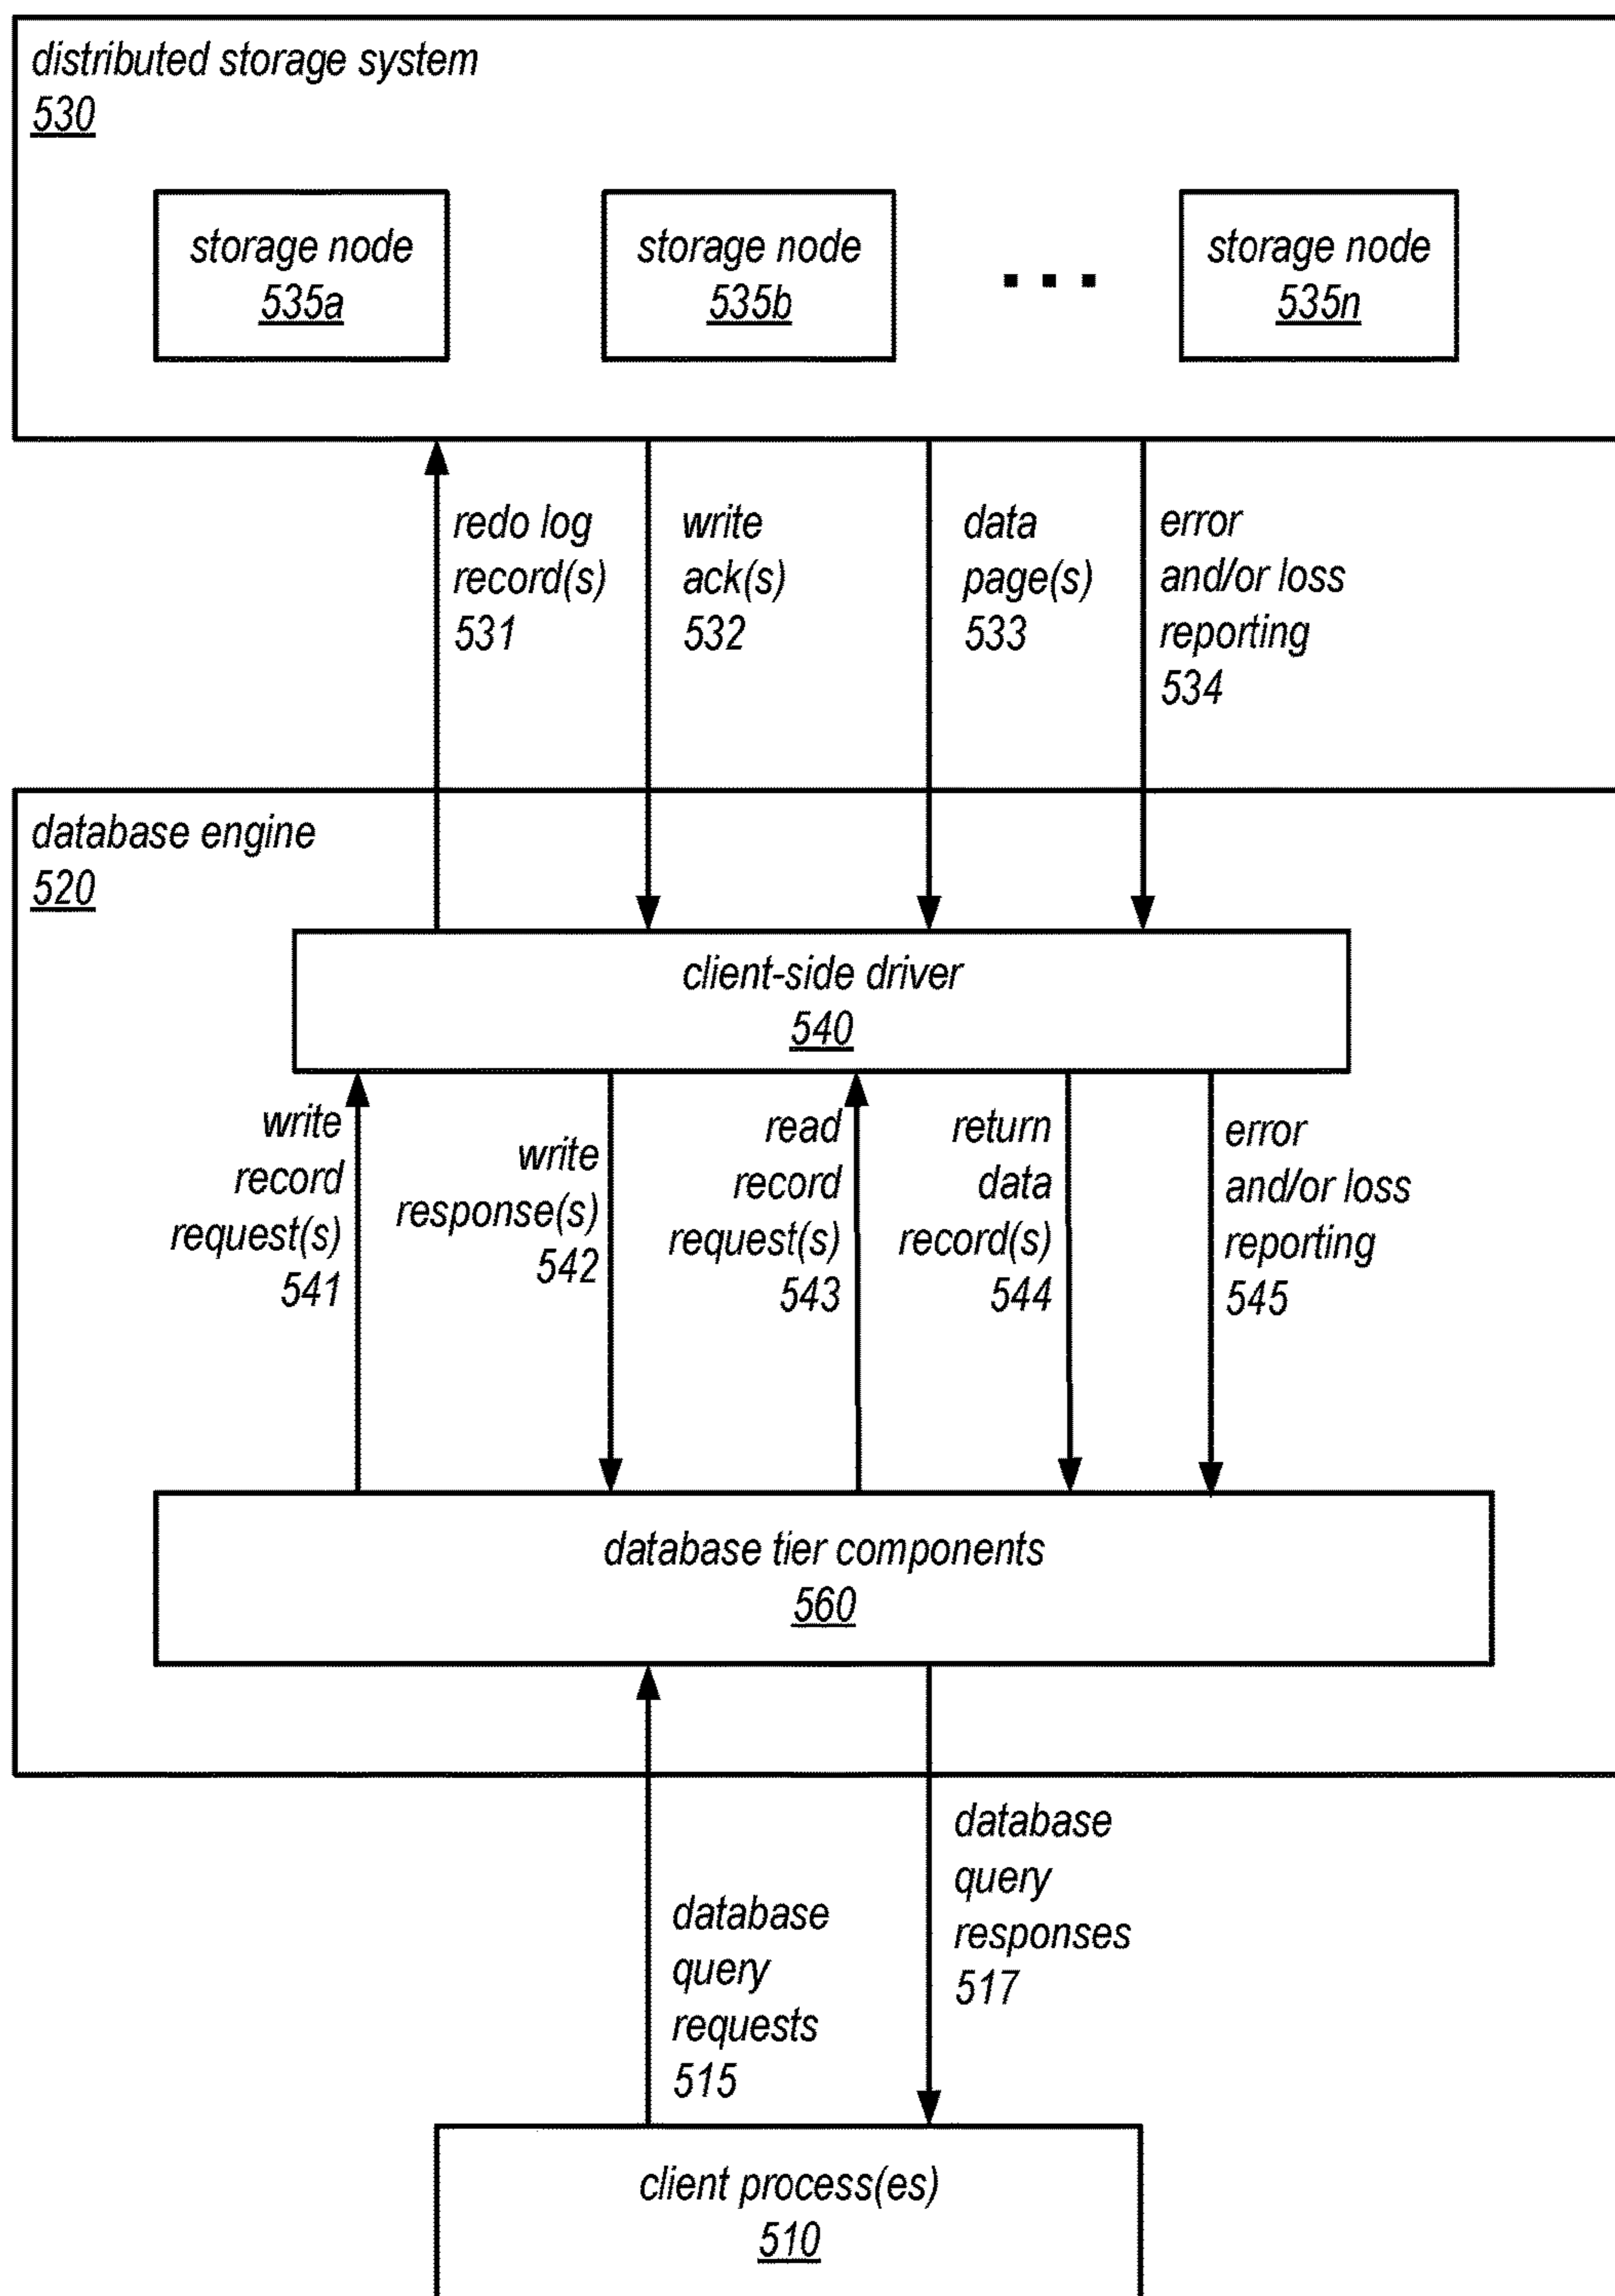 distributed storage system
530
storage node
535a
storage node
535b
storage node
535n
redo log
record(s)
531
write
ack(s)
532
data
page(s)
533
error
and/or loss
reporting
534
database engine
520
client-side driver
540
write
record
request(s)
541
write
response(s)
542
read
record
request(s)
543
return
data
record(s)
544
error
and/or loss
reporting
545
database tier components
560
database
query
requests
515
database
query
responses
517
client process(es)
510